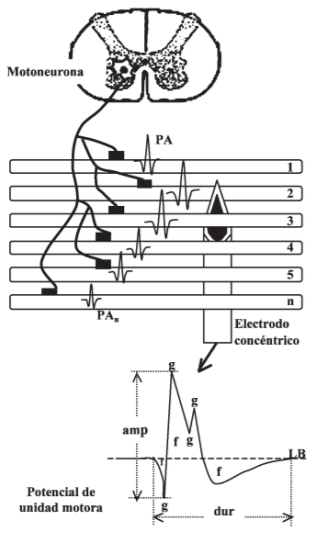 Motoneurona
PA
1
2
3
4
5
n
PAn
Electrodo
concéntrico
g
g
amp
f
g
LB
f
f
g
Potencial de
unidad motora
dur